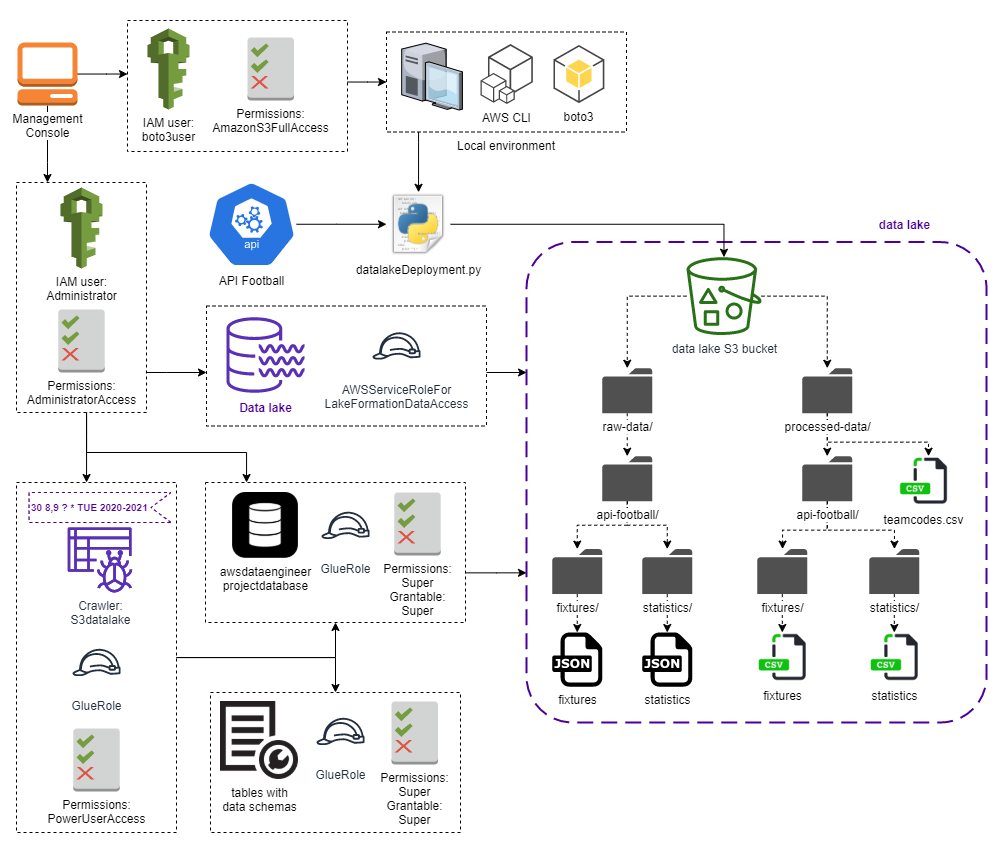 Management
Console
IAM user:
boto3user
Permissions:
AmazonS3FullAccess
AWS CLI
boto3
Local environment
IAM user:
Administrator
Permissions:
AdministratorAccess
api
API Football
datalakeDeployment.py
data lake
Data lake
AWSServiceRoleFor
LakeFormationDataAccess
data lake S3 bucket
raw-data/
processed-data/
api-football/
api-football/
CSV
teamcodes.csv
fixtures/
statistics/
fixtures/
statistics/
JSON
JSON
CSV
CSV
fixtures
statistics
fixtures
statistics
30 8,9 ? * TUE 2020-2021
Crawler:
S3datalake
GlueRole
Permissions:
PowerUserAccess
awsdataengineer
projectdatabase
GlueRole
Permissions:
Super
Grantable:
Super
tables with
data schemas
GlueRole
Permissions:
Super
Grantable:
Super